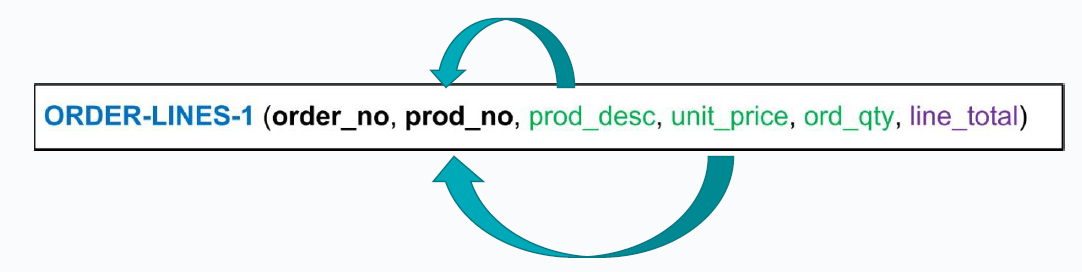 ORDER-LINES-1 (order_no, prod_no, prod_desc, unit_price, ord_qty, line_total)